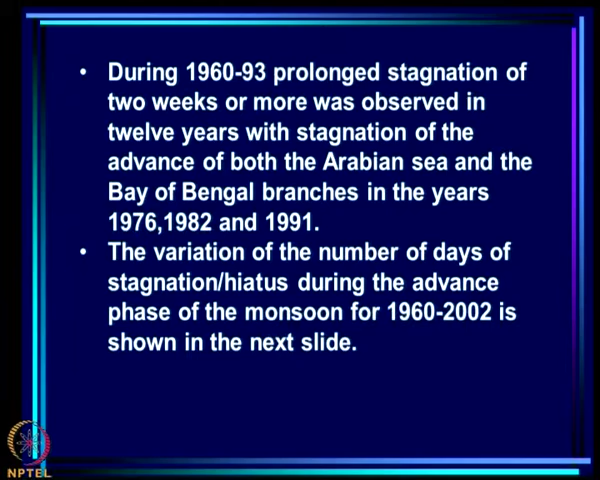 • During 1960-93 prolonged stagnation of
two weeks or more was observed in
twelve years with stagnation of the
advance of both the Arabian sea and the
Bay of Bengal branches in the years
1976,1982 and 1991.
• The variation of the number of days of
stagnation/hiatus during the advance
phase of the monsoon for 1960-2002 is
shown in the next slide.
NPTEL